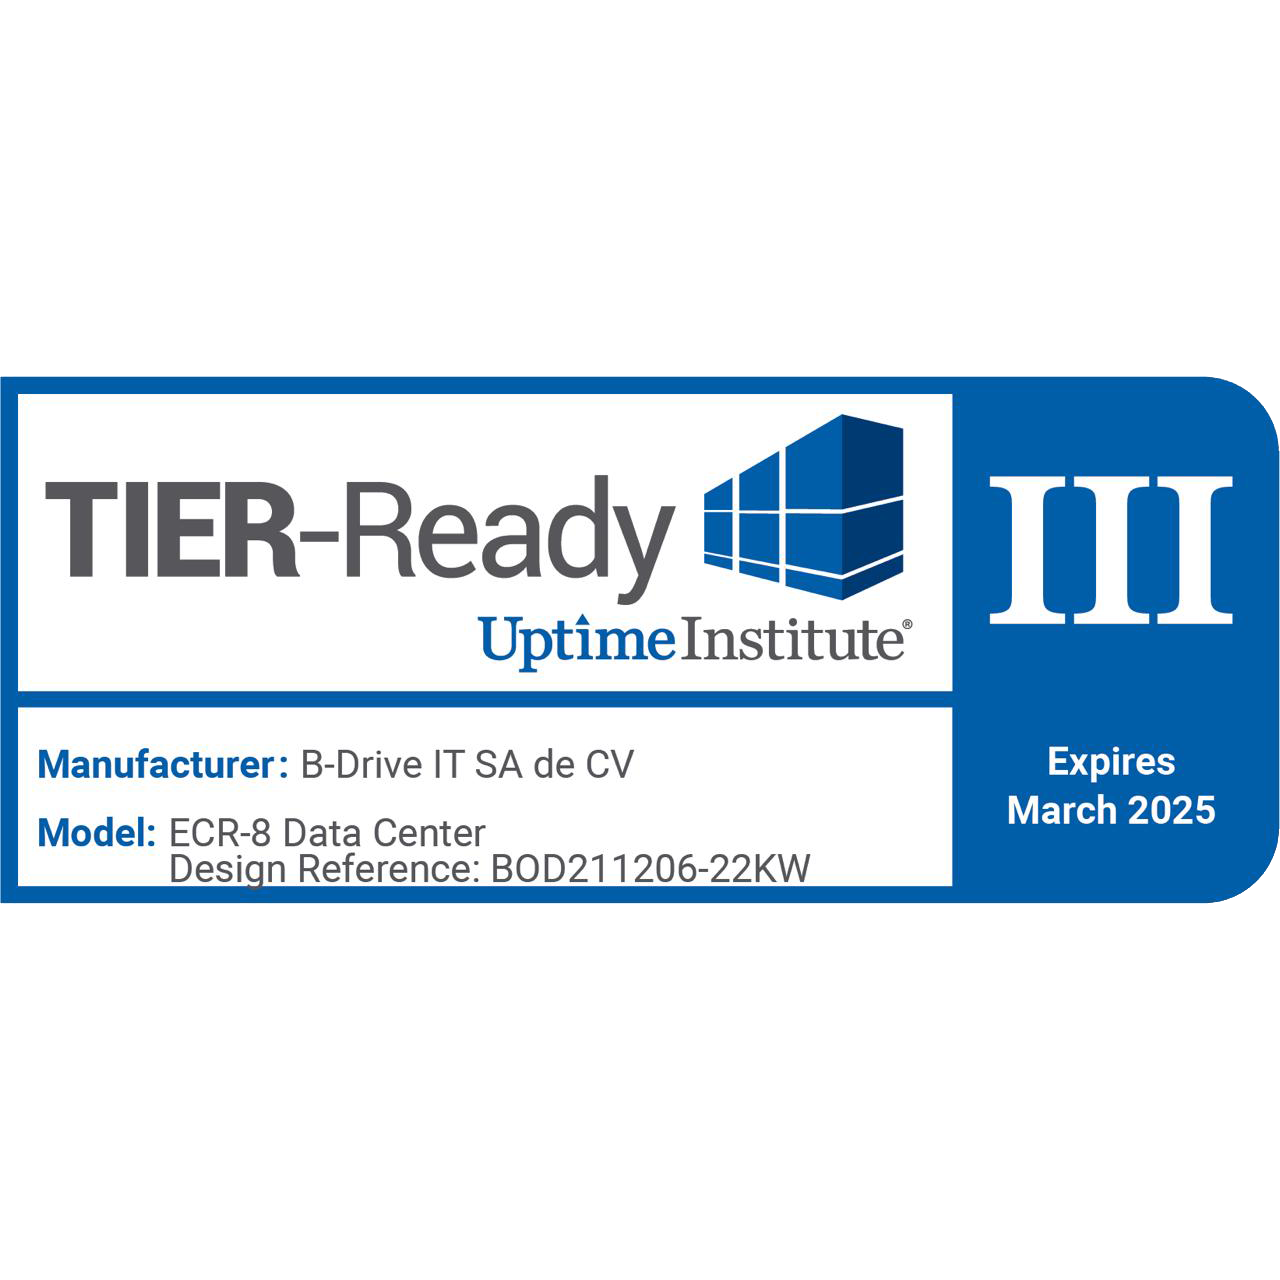 TIER-Ready
UptimeInstitute®
III
Manufacturer: B-Drive IT SA de CV
Model: ECR-8 Data Center
Design Reference: BOD211206-22KW
Expires
March 2025